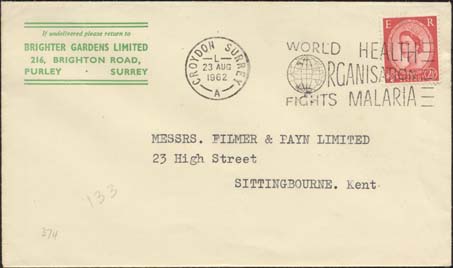 If undelivered please return to
BRIGHTER GARDENS LIMITED
216, BRIGHTON ROAD,
PURLEY · SURREY
CROYDON SURREY
L
23 AUG
1962
A
WORLD HEALTH
ORGANISATION
FIGHTS MALARIA
E R
MESSRS. FILMER & PAYN LIMITED
23 High Street
SITTINGBOURNE. Kent
133
374